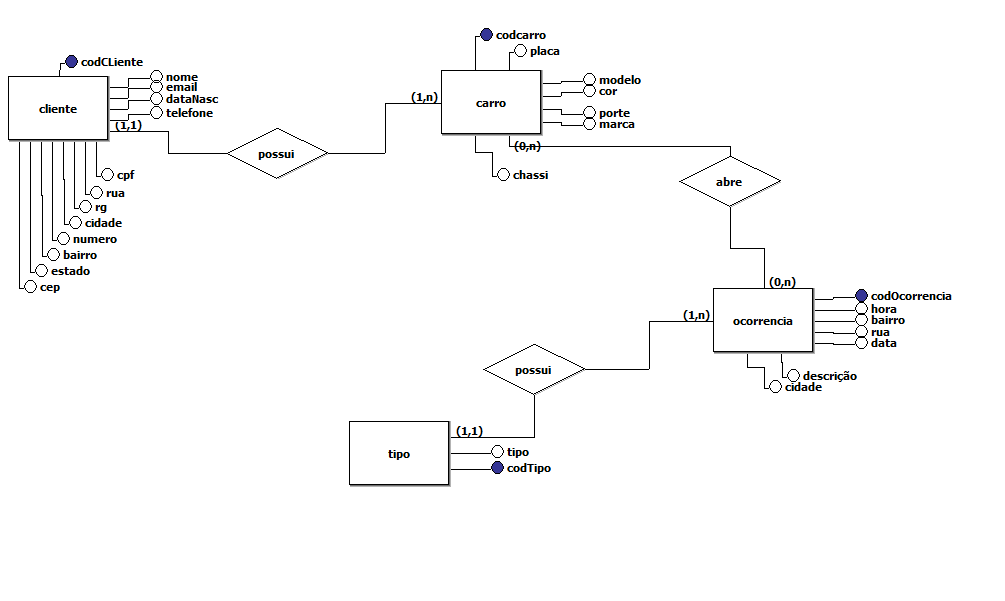 codCLiente
cliente
nome
email
dataNasc
telefone
(1,1)
cpf
rua
rg
cidade
numero
bairro
estado
cep
possui
(1,n)
codcarro
placa
carro
modelo
cor
porte
marca
(0,n)
chassi
abre
(0,n)
ocorrencia
codOcorrencia
hora
bairro
rua
data
descrição
cidade
(1,n)
possui
(1,1)
tipo
tipo
codTipo